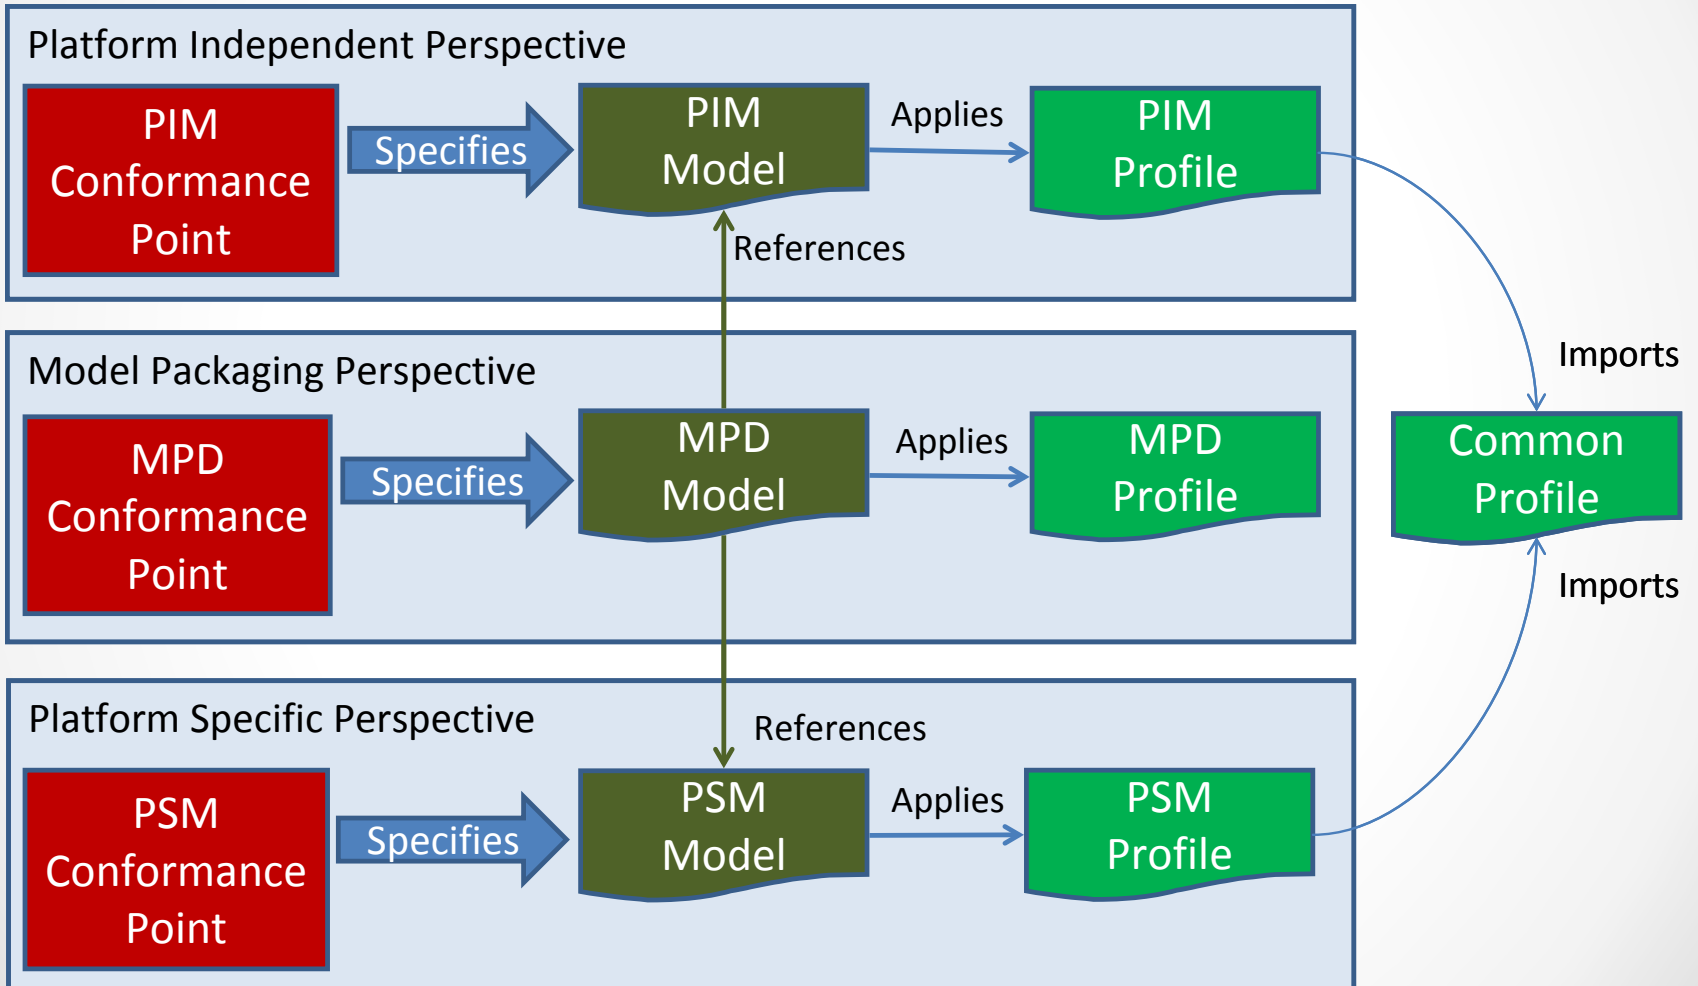 Platform Independent Perspective
PIM
Conformance
Point
Specifies
PIM
Model
Applies
PIM
Profile
References
Imports
Model Packaging Perspective
MPD
Conformance
Point
Specifies
MPD
Model
Applies
MPD
Profile
Common
Profile
Imports
Platform Specific Perspective
References
PSM
Conformance
Point
Specifies
PSM
Model
Applies
PSM
Profile